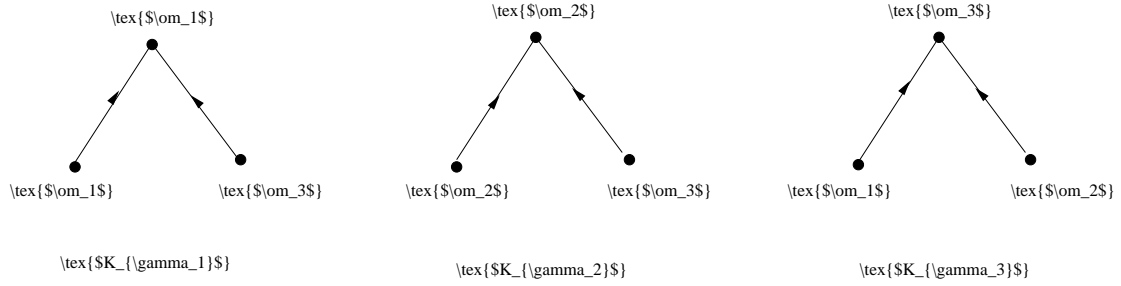 \tex{$\om_1$}
\tex{$\om_2$}
\tex{$\om_3$}
\tex{$\om_1$}
\tex{$\om_3$}
\tex{$\om_2$}
\tex{$\om_3$}
\tex{$\om_1$}
\tex{$\om_2$}
\tex{$K_{\gamma_1}$}
\tex{$K_{\gamma_2}$}
\tex{$K_{\gamma_3}$}